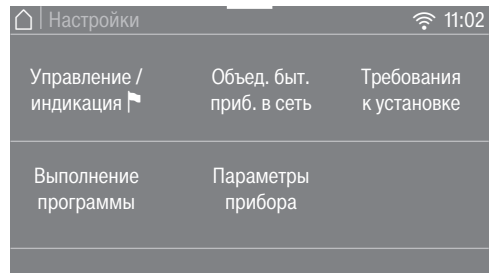 Настройки 11:02
Управление / Объед. быт. Требования
индикация приб. в сеть к установке
Выполнение Параметры
программы прибора